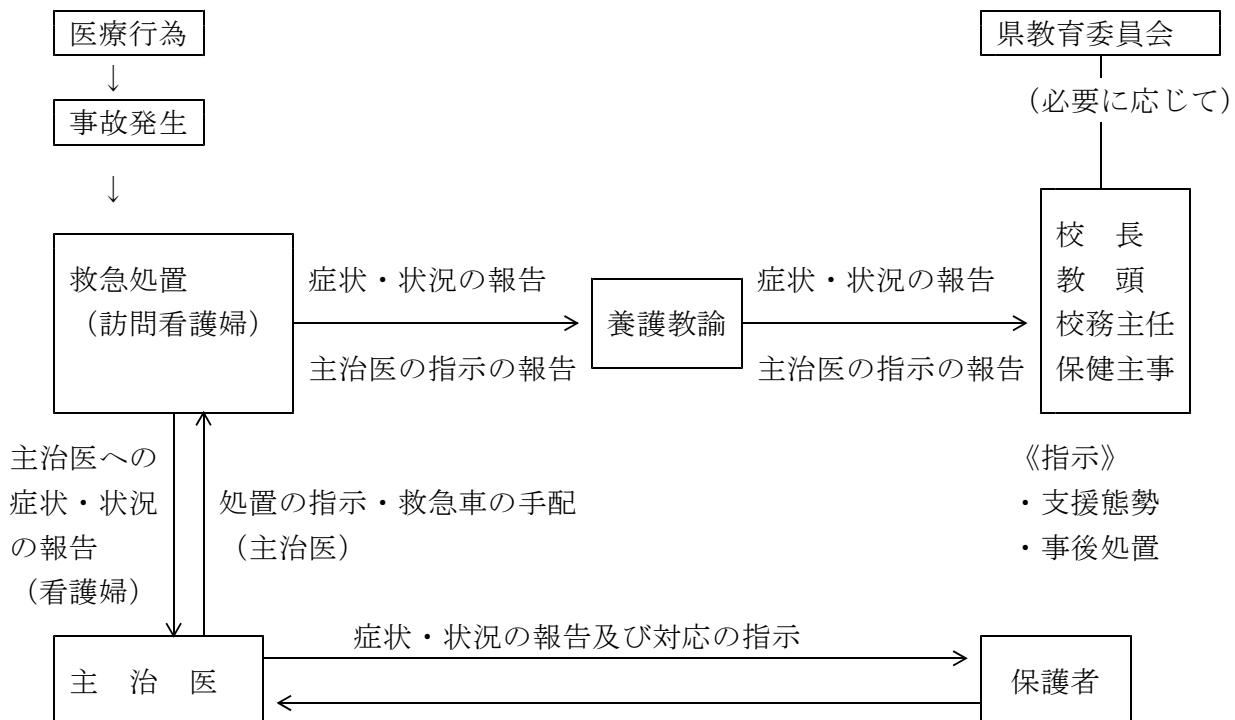 医療行為
県教育委員会
↓
(必要に応じて)
事故発生
↓
救急処置
(訪問看護婦)
症状・状況の報告
主治医の指示の報告
養護教諭
症状・状況の報告
主治医の指示の報告
校　長
教　頭
校務主任
保健主事
主治医への
症状・状況
の報告
(看護婦)
処置の指示・救急車の手配
(主治医)
《指示》
・支援態勢
・事後処置
症状・状況の報告及び対応の指示
主　治　医
保護者